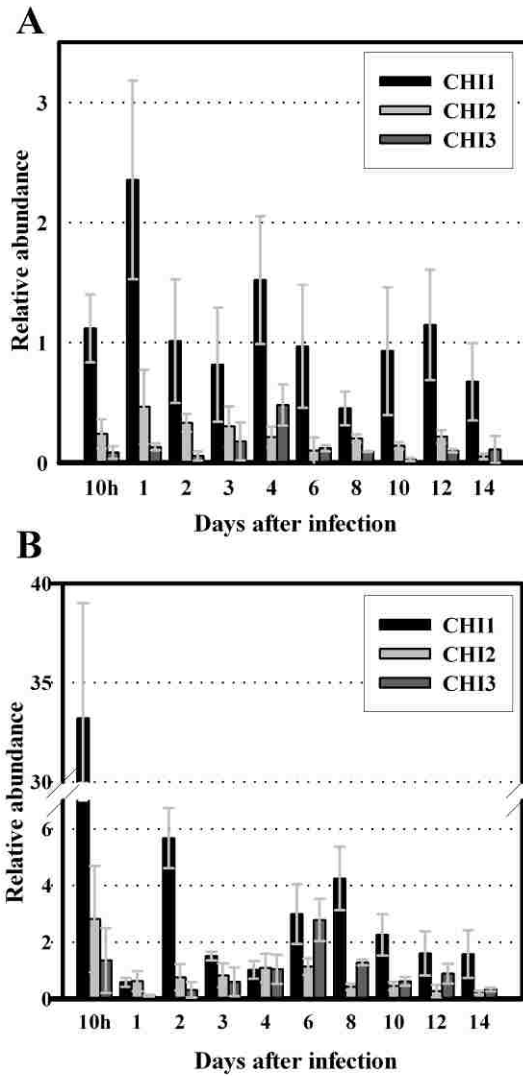 A
3
2
1
0
Relative abundance
CHI1
CHI2
CHI3
10h 1 2 3 4 6 8 10 12 14
Days after infection
B
40
35
30
6
4
2
0
Relative abundance
CHI1
CHI2
CHI3
10h 1 2 3 4 6 8 10 12 14
Days after infection